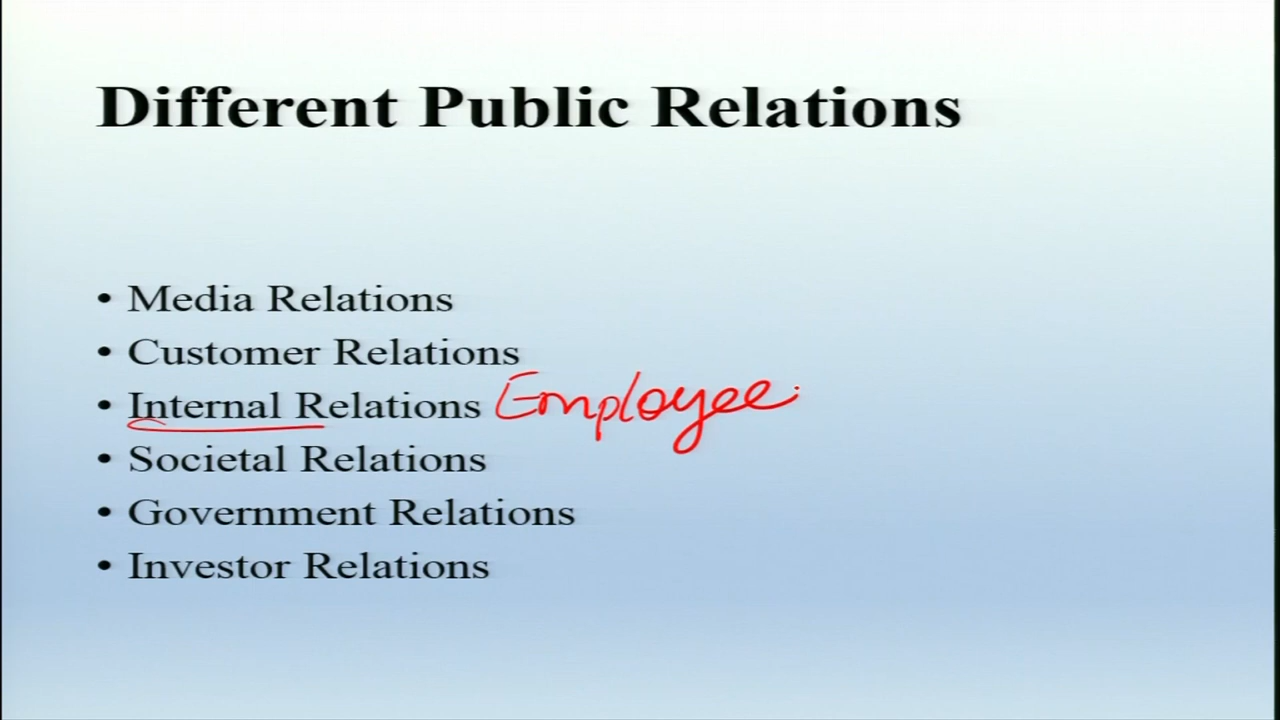 Different Public Relations
• Media Relations
• Customer Relations
• Internal Relations Employee
• Societal Relations
• Government Relations
• Investor Relations